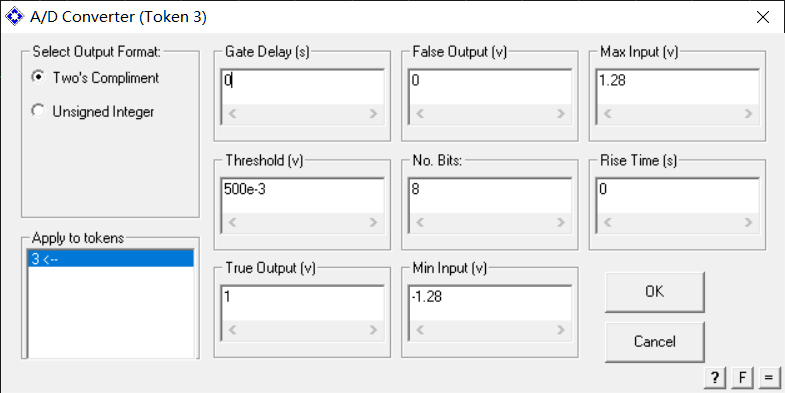 A/D Converter (Token 3)
Select Output Format:
Two's Compliment
Unsigned Integer
Gate Delay (s)
0
False Output (v)
0
Max Input (v)
1.28
Threshold (v)
500e-3
No. Bits:
8
Rise Time (s)
0
Apply to tokens
3 <--
True Output (v)
1
Min Input (v)
-1.28
OK
Cancel
? F =